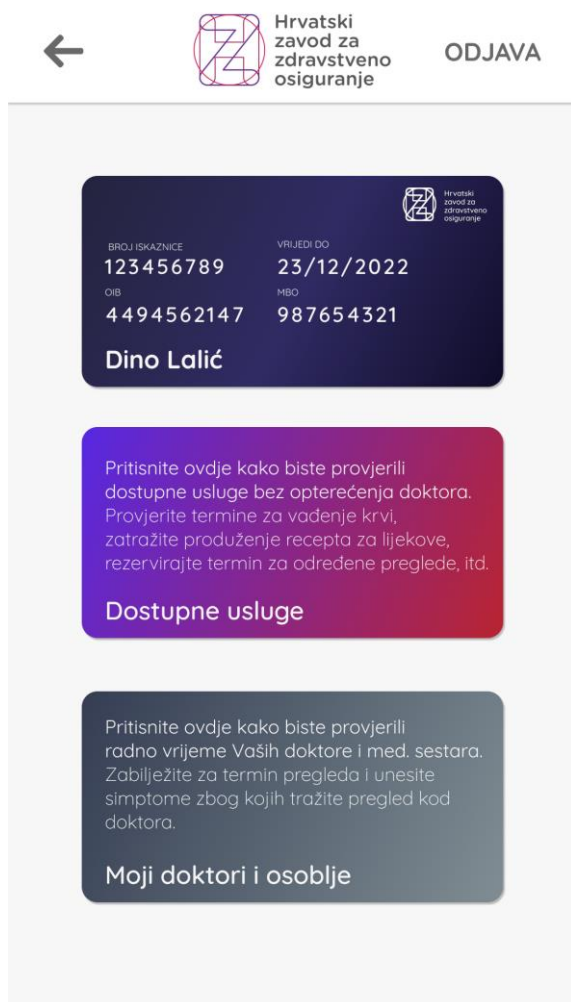 Hrvatski
zavod za
zdravstveno
osiguranje
ODJAVA
Hrvatski
zavod za
zdravstveno
osiguranje
BROJ ISKAZNICE
VRIJEDI DO
123456789
23/12/2022
OIB
MBO
4494562147
987654321
Dino Lalić
Pritisnite ovdje kako biste provjerili
dostupne usluge bez opterećenja doktora.
Provjerite termine za vađenje krvi,
zatražite produženje recepta za lijekove,
rezervirajte termin za određene preglede, itd.
Dostupne usluge
Pritisnite ovdje kako biste provjerili
radno vrijeme Vaših doktore i med. sestara.
Zabilježite za termin pregleda i unesite
simptome zbog kojih tražite pregled kod
doktora.
Moji doktori i osoblje